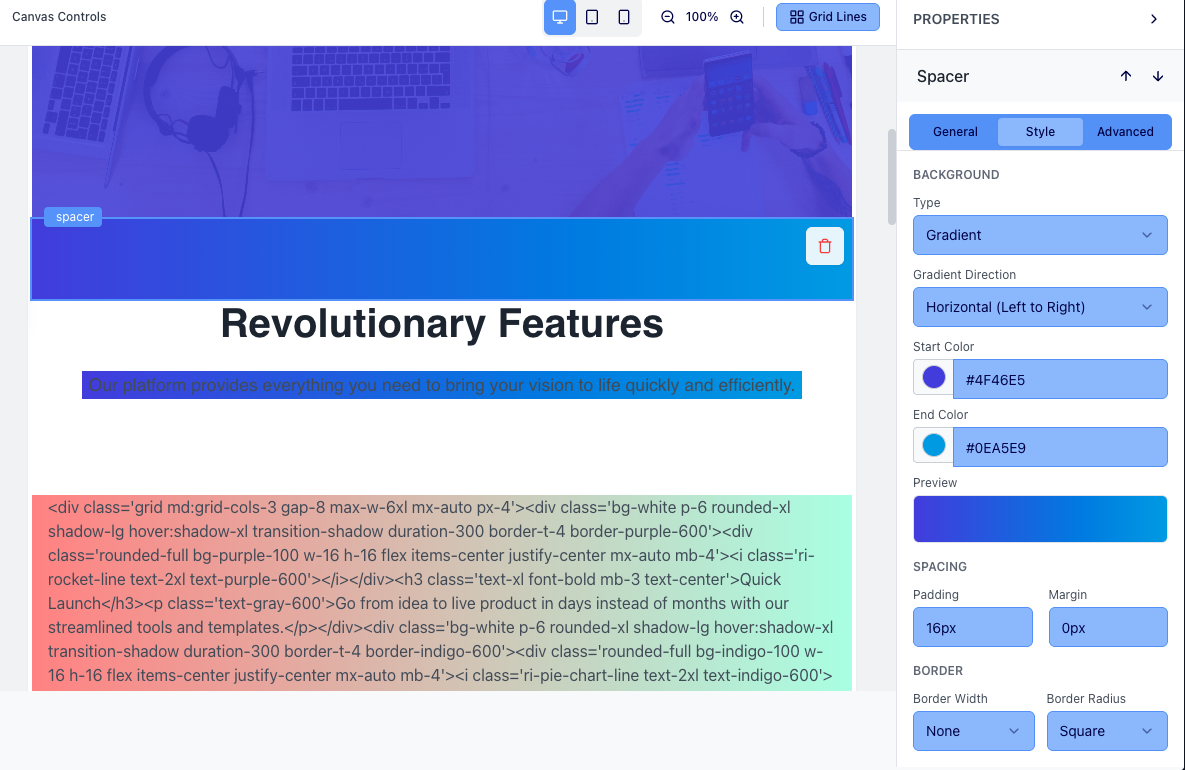 Canvas Controls
100%
Grid Lines
spacer
Revolutionary Features
Our platform provides everything you need to bring your vision to life quickly and efficiently.
<div class='grid md:grid-cols-3 gap-8 max-w-6xl mx-auto px-4'><div class='bg-white p-6 rounded-xl
shadow-lg hover:shadow-xl transition-shadow duration-300 border-t-4 border-purple-600'><div
class='rounded-full bg-purple-100 w-16 h-16 flex items-center justify-center mx-auto mb-4'><i class='ri-
rocket-line text-2xl text-purple-600'></i></div><h3 class='text-xl font-bold mb-3 text-center'>Quick
Launch</h3><p class='text-gray-600'>Go from idea to live product in days instead of months with our
streamlined tools and templates.</p></div><div class='bg-white p-6 rounded-xl shadow-lg hover:shadow-xl
transition-shadow duration-300 border-t-4 border-indigo-600'><div class='rounded-full bg-indigo-100 w-
16 h-16 flex items-center justify-center mx-auto mb-4'><i class='ri-pie-chart-line text-2xl text-indigo-600'>
PROPERTIES
Spacer
General Style Advanced
BACKGROUND
Type
Gradient
Gradient Direction
Horizontal (Left to Right)
Start Color
#4F46E5
End Color
#0EA5E9
Preview
SPACING
Padding Margin
16px 0px
BORDER
Border Width Border Radius
None Square